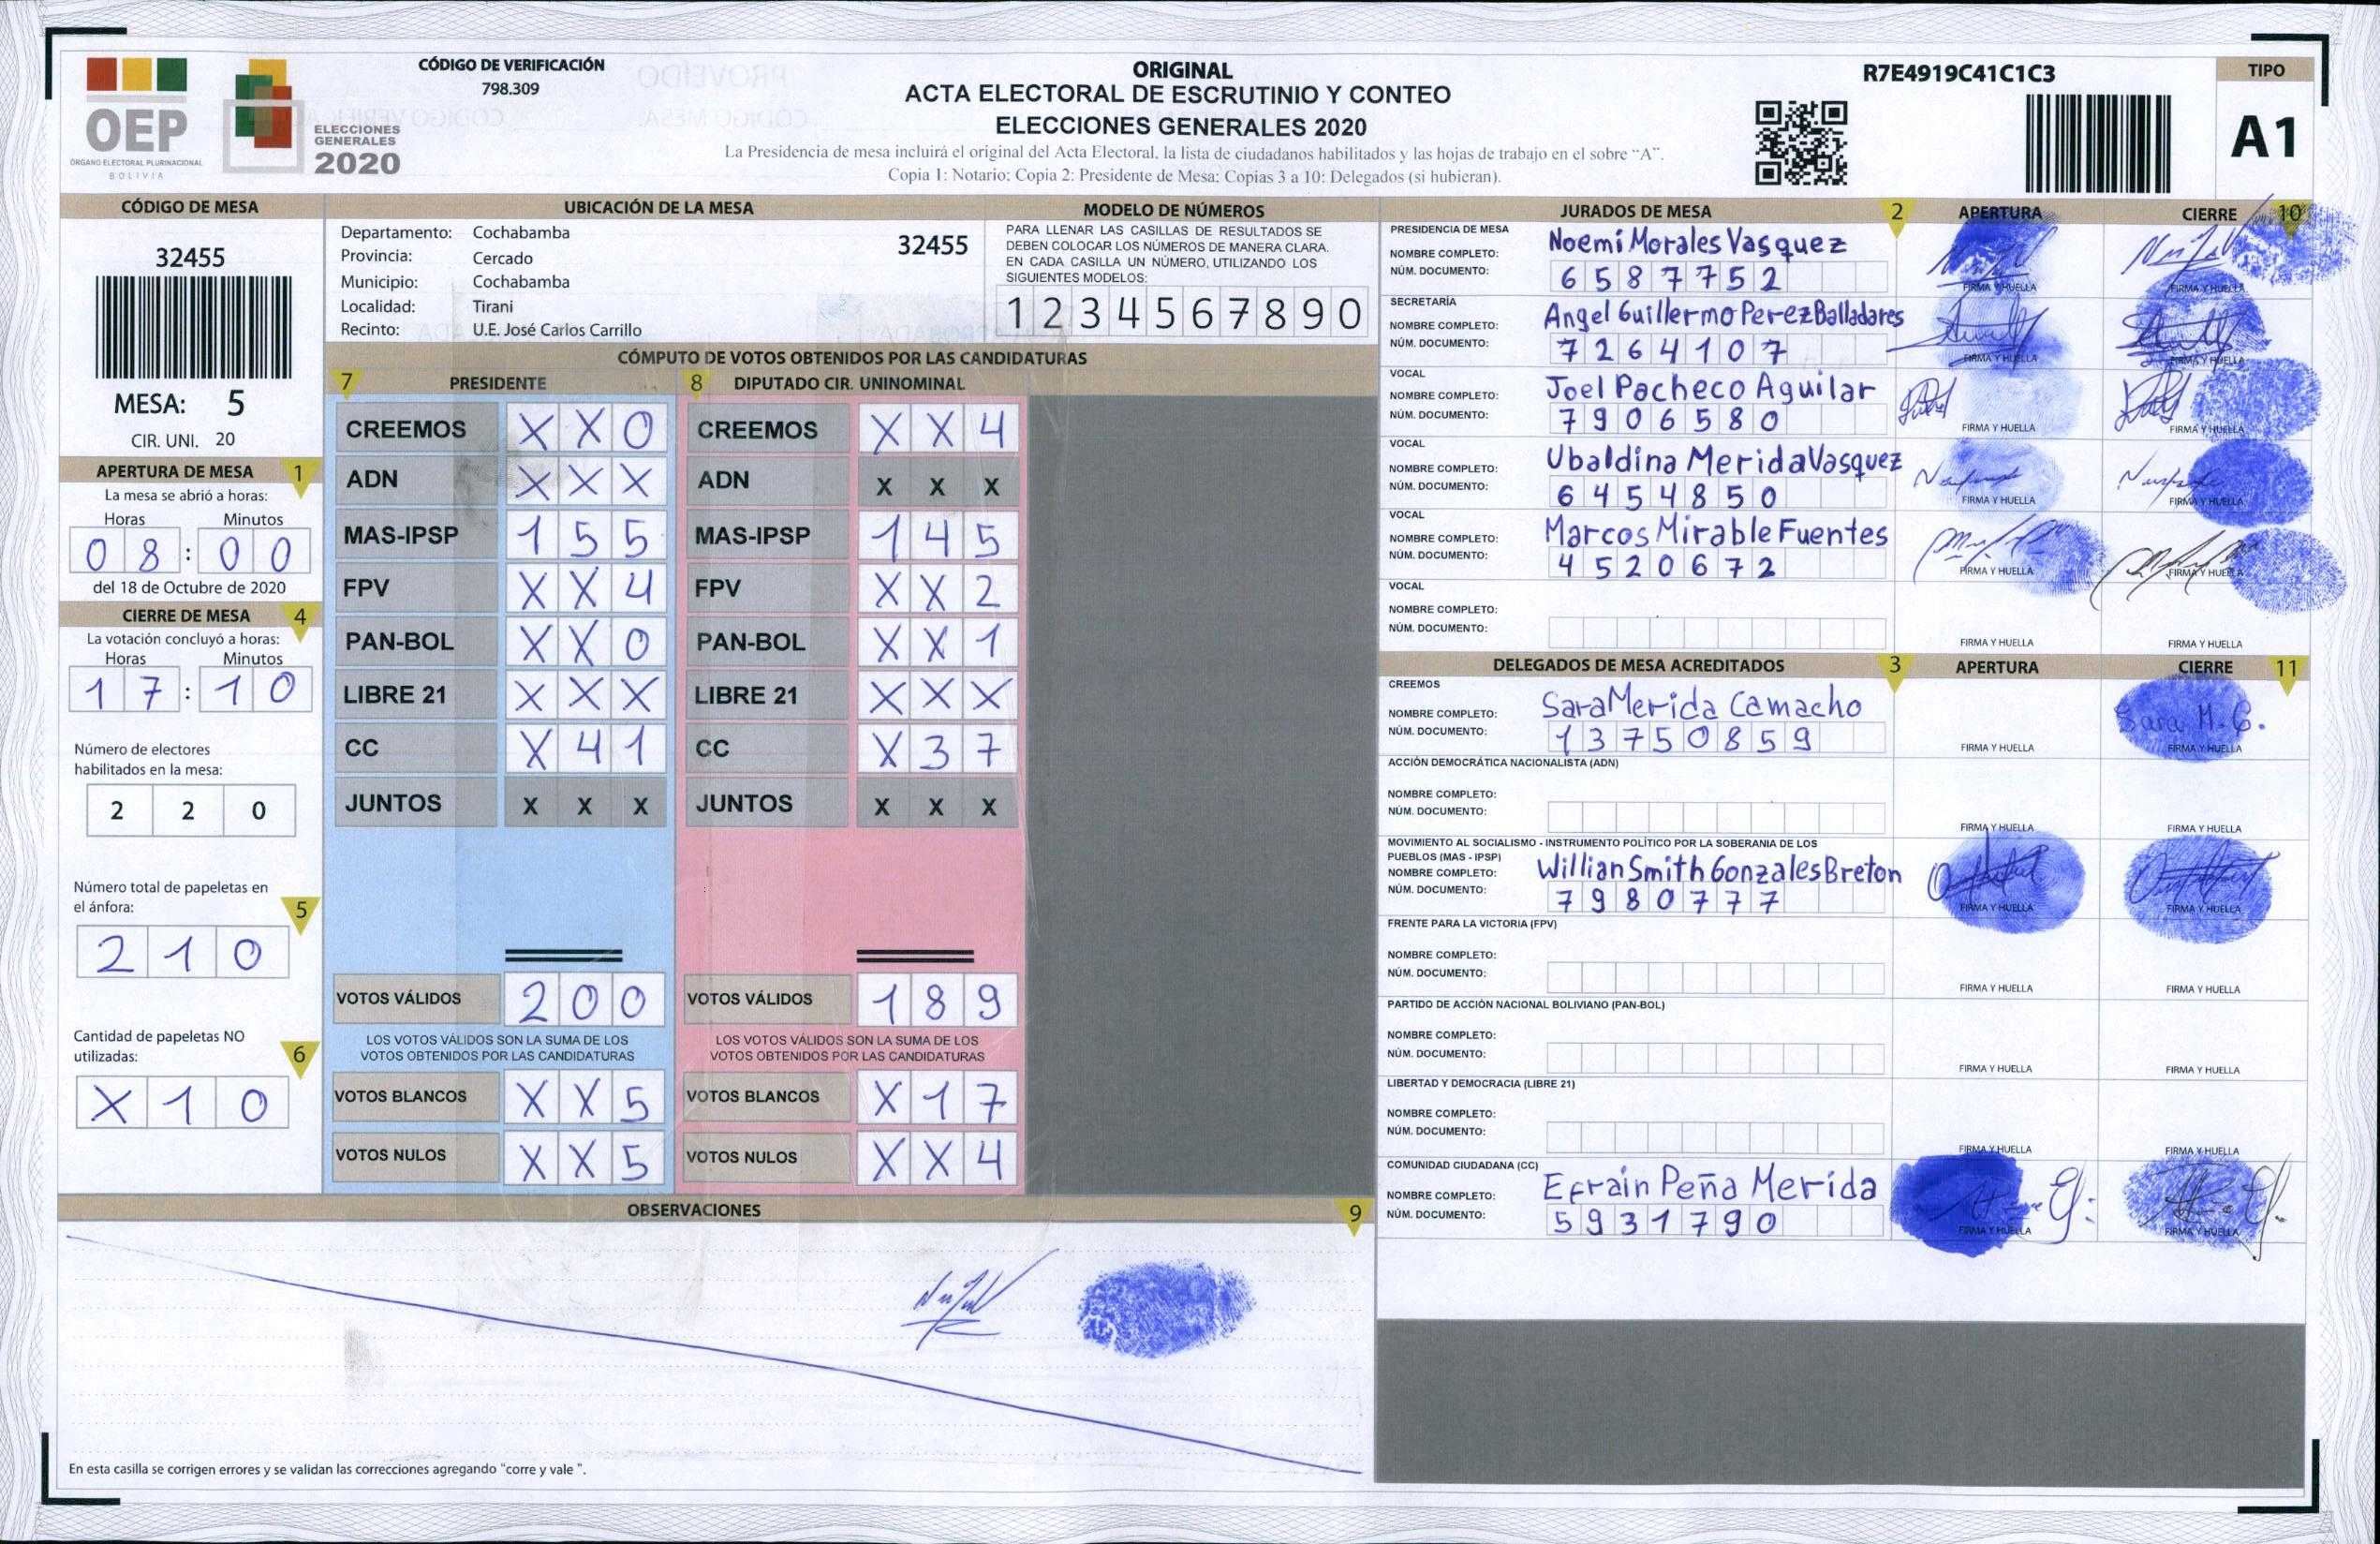 CÓDIGO DE VERIFICACIÓN
798.309
OEP
ÓRGANO ELECTORAL PLURINACIONAL
BOLIVIA
ELECCIONES
GENERALES
2020
ORIGINAL
ACTA ELECTORAL DE ESCRUTINIO Y CONTEO
ELECCIONES GENERALES 2020
La Presidencia de mesa incluirá el original del Acta Electoral, la lista de ciudadanos habilitados y las hojas de trabajo en el sobre "A".
Copia 1: Notario; Copia 2: Presidente de Mesa; Copias 3 a 10: Delegados (si hubieran).
R7E4919C41C1C3
TIPO
A1
CÓDIGO DE MESA
32455
MESA: 5
CIR. UNI. 20
APERTURA DE MESA 1
La mesa se abrió a horas:
Horas Minutos
08:00
del 18 de Octubre de 2020
CIERRE DE MESA 4
La votación concluyó a horas:
Horas Minutos
17:10
Número de electores
habilitados en la mesa:
2 2 0
Número total de papeletas en
el ánfora: 5
2 1 0
Cantidad de papeletas NO
utilizadas: 6
X 1 0
UBICACIÓN DE LA MESA
Departamento: Cochabamba
Provincia: Cercado
Municipio: Cochabamba
Localidad: Tirani
Recinto: U.E. José Carlos Carrillo
32455
MODELO DE NÚMEROS
PARA LLENAR LAS CASILLAS DE RESULTADOS SE
DEBEN COLOCAR LOS NÚMEROS DE MANERA CLARA.
EN CADA CASILLA UN NÚMERO, UTILIZANDO LOS
SIGUIENTES MODELOS:
1 2 3 4 5 6 7 8 9 0
CÓMPUTO DE VOTOS OBTENIDOS POR LAS CANDIDATURAS
7 PRESIDENTE 8 DIPUTADO CIR. UNINOMINAL
CREEMOS X X 0 CREEMOS X X 4
ADN X X X ADN X X X
MAS-IPSP 1 5 5 MAS-IPSP 1 4 5
FPV X X 4 FPV X X 2
PAN-BOL X X 0 PAN-BOL X X 1
LIBRE 21 X X X LIBRE 21 X X X
CC X 4 1 CC X 3 7
JUNTOS X X X JUNTOS X X X
VOTOS VÁLIDOS 2 0 0 VOTOS VÁLIDOS 1 8 9
LOS VOTOS VÁLIDOS SON LA SUMA DE LOS LOS VOTOS VÁLIDOS SON LA SUMA DE LOS
VOTOS OBTENIDOS POR LAS CANDIDATURAS VOTOS OBTENIDOS POR LAS CANDIDATURAS
VOTOS BLANCOS X X 5 VOTOS BLANCOS X 1 7
VOTOS NULOS X X 5 VOTOS NULOS X X 4
OBSERVACIONES 9
En esta casilla se corrigen errores y se validan las correcciones agregando "corre y vale ".
JURADOS DE MESA 2 APERTURA CIERRE 10
PRESIDENCIA DE MESA
NOMBRE COMPLETO: Noemí Morales Vasquez
NÚM. DOCUMENTO: 6587752
FIRMA Y HUELLA FIRMA Y HUELLA
SECRETARÍA
NOMBRE COMPLETO: Angel Guillermo Perez Balladares
NÚM. DOCUMENTO: 7264107
FIRMA Y HUELLA FIRMA Y HUELLA
VOCAL
NOMBRE COMPLETO: Joel Pacheco Aguilar
NÚM. DOCUMENTO: 7906580
FIRMA Y HUELLA FIRMA Y HUELLA
VOCAL
NOMBRE COMPLETO: Ubaldina Merida Vasquez
NÚM. DOCUMENTO: 6454850
FIRMA Y HUELLA FIRMA Y HUELLA
VOCAL
NOMBRE COMPLETO: Marcos Mirable Fuentes
NÚM. DOCUMENTO: 4520672
FIRMA Y HUELLA FIRMA Y HUELLA
VOCAL
NOMBRE COMPLETO:
NÚM. DOCUMENTO:
FIRMA Y HUELLA FIRMA Y HUELLA
DELEGADOS DE MESA ACREDITADOS 3 APERTURA CIERRE 11
CREEMOS
NOMBRE COMPLETO: Sara Merida Camacho
NÚM. DOCUMENTO: 13750859
Sara M. C.
FIRMA Y HUELLA FIRMA Y HUELLA
ACCIÓN DEMOCRÁTICA NACIONALISTA (ADN)
NOMBRE COMPLETO:
NÚM. DOCUMENTO:
FIRMA Y HUELLA FIRMA Y HUELLA
MOVIMIENTO AL SOCIALISMO - INSTRUMENTO POLÍTICO POR LA SOBERANIA DE LOS
PUEBLOS (MAS - IPSP)
NOMBRE COMPLETO: Willian Smith Gonzales Breton
NÚM. DOCUMENTO: 7980777
FIRMA Y HUELLA FIRMA Y HUELLA
FRENTE PARA LA VICTORIA (FPV)
NOMBRE COMPLETO:
NÚM. DOCUMENTO:
FIRMA Y HUELLA FIRMA Y HUELLA
PARTIDO DE ACCIÓN NACIONAL BOLIVIANO (PAN-BOL)
NOMBRE COMPLETO:
NÚM. DOCUMENTO:
FIRMA Y HUELLA FIRMA Y HUELLA
LIBERTAD Y DEMOCRACIA (LIBRE 21)
NOMBRE COMPLETO:
NÚM. DOCUMENTO:
FIRMA Y HUELLA FIRMA Y HUELLA
COMUNIDAD CIUDADANA (CC)
NOMBRE COMPLETO: Efraín Peña Merida
NÚM. DOCUMENTO: 5931790
FIRMA Y HUELLA FIRMA Y HUELLA